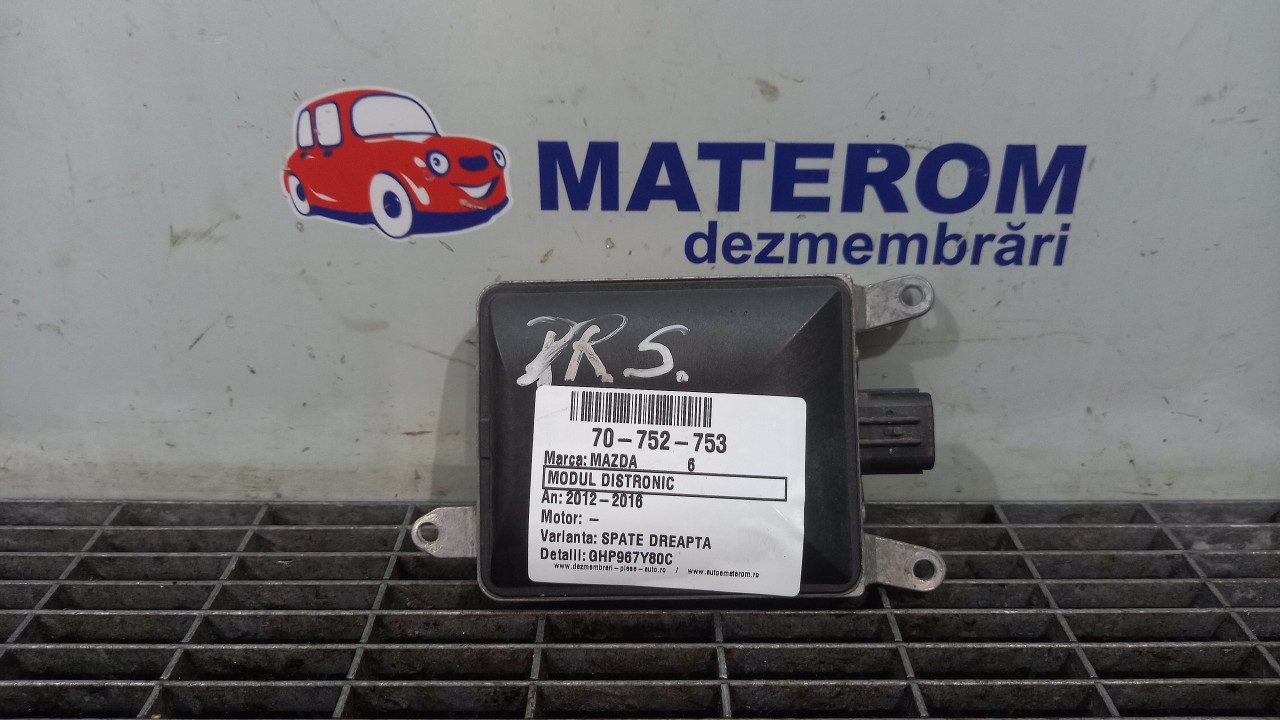 MATEROM
dezmembrări
R. S.
70-752-753
Marca: MAZDA 6
MODUL DISTRONIC
An: 2012-2016
Motor: -
Varianta: SPATE DREAPTA
Detalii: GHP967Y80C
www.dezmembrari-piese-auto.ro / www.autoematerom.ro